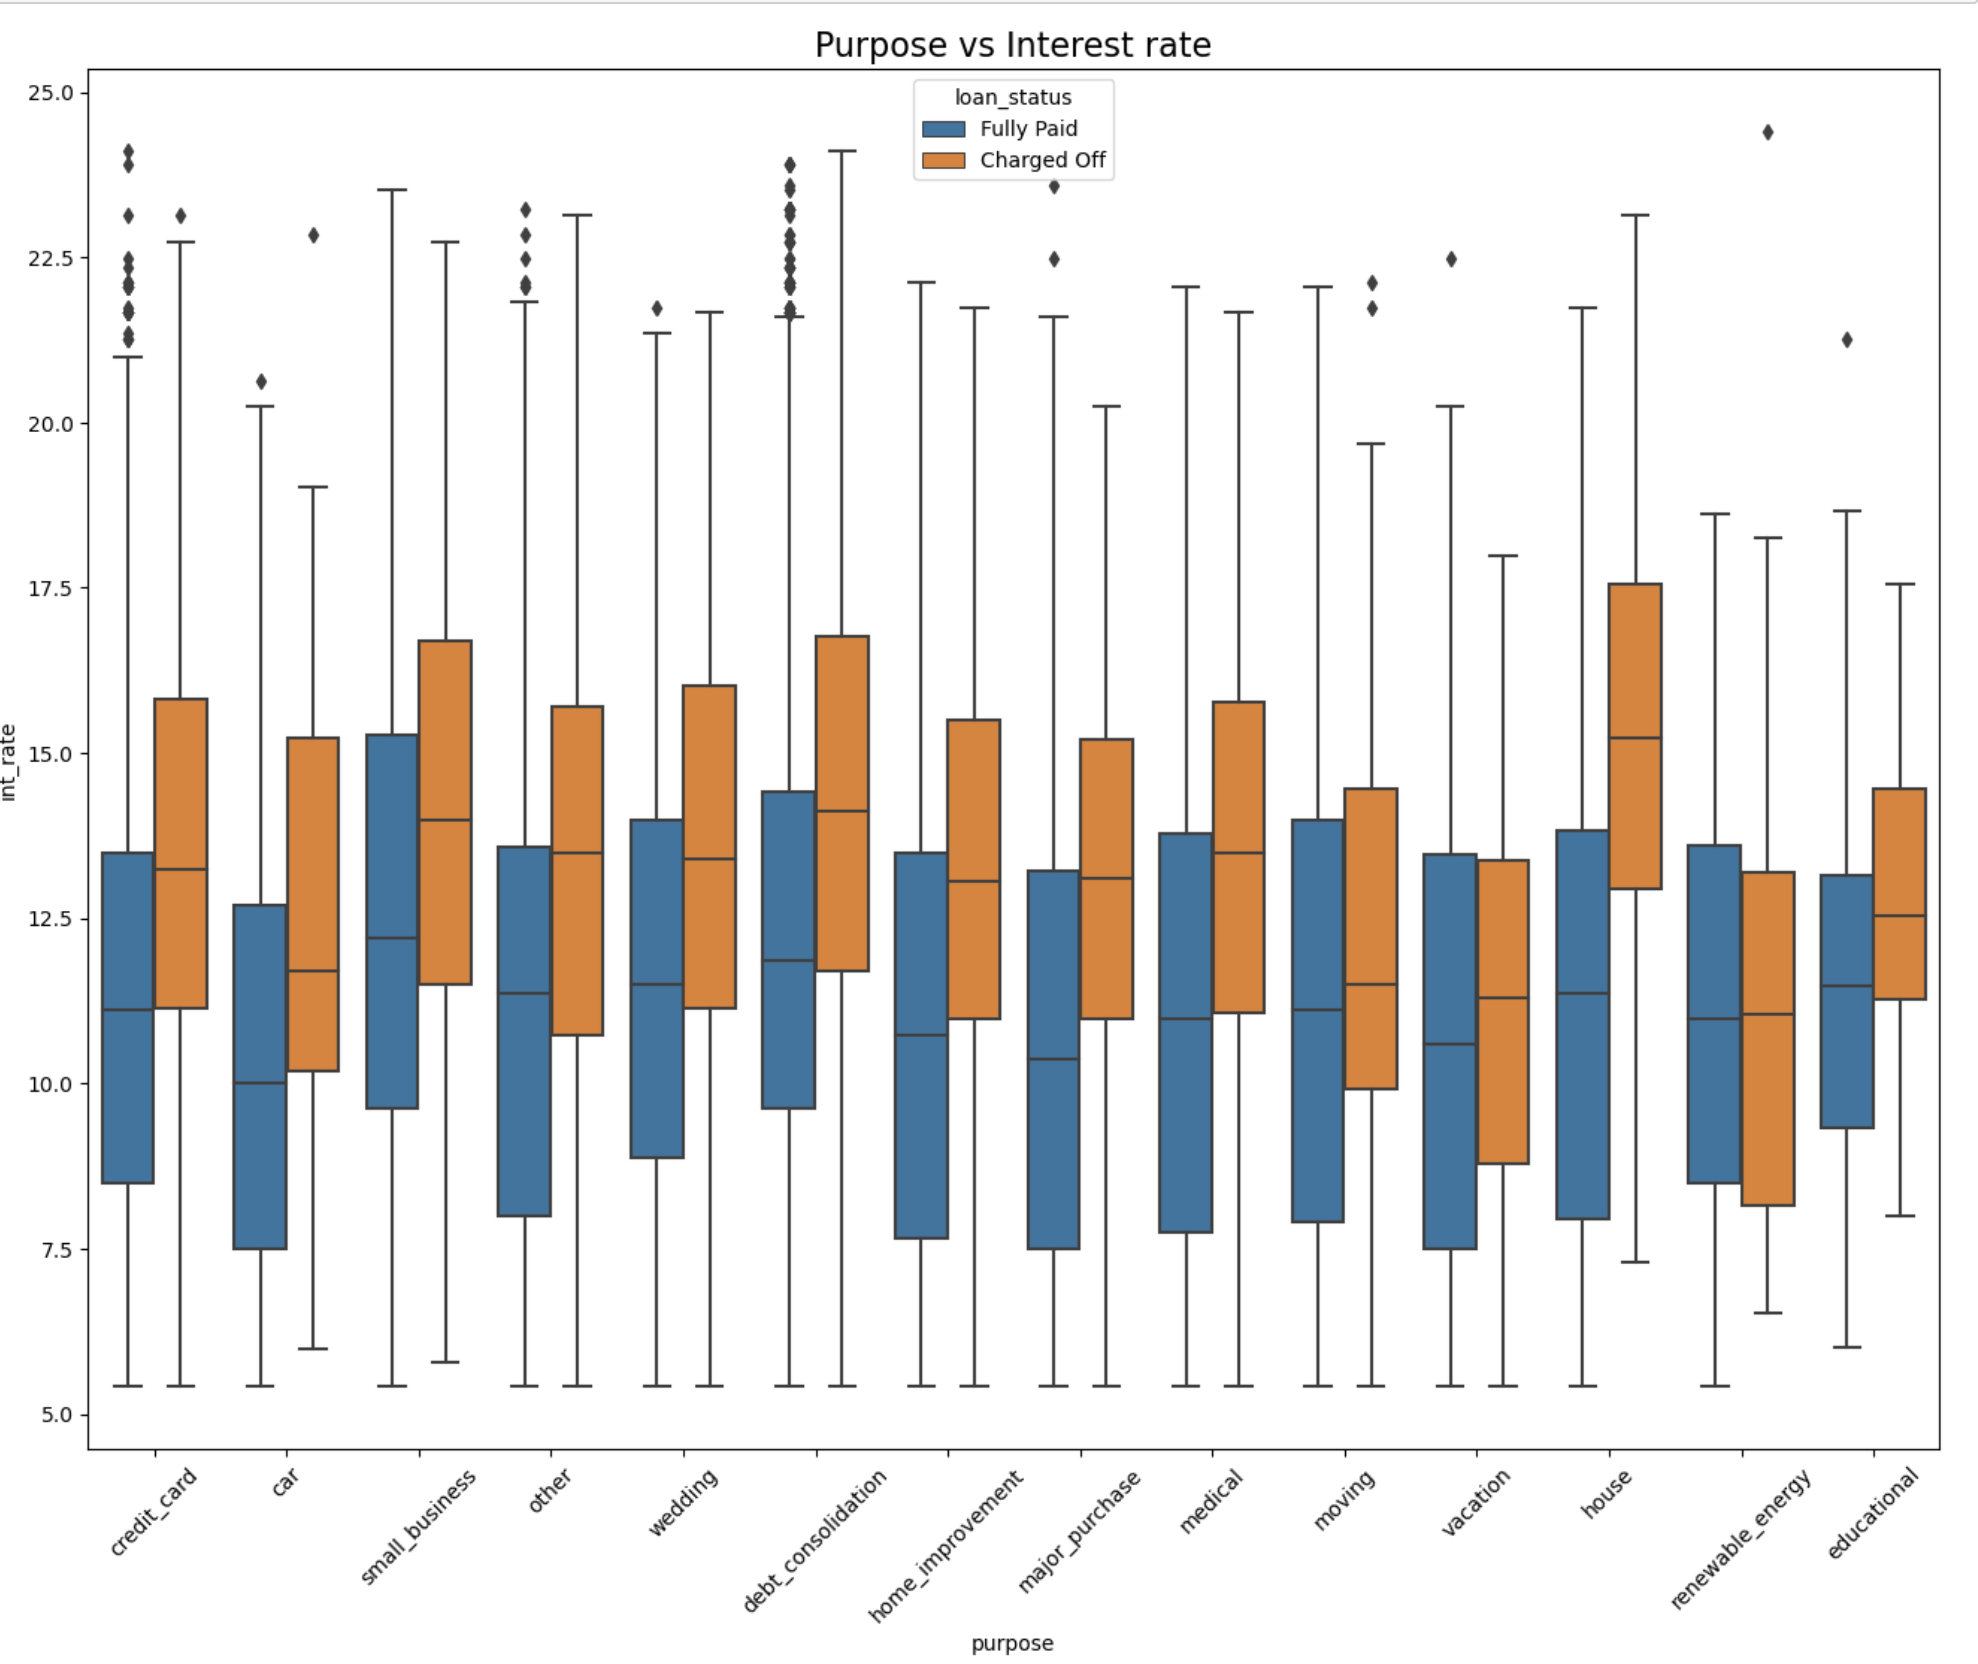 Purpose vs Interest rate
loan_status
Fully Paid
Charged Off
25.0
22.5
20.0
17.5
15.0
12.5
10.0
7.5
5.0
int_rate
credit_card
car
small_business
other
wedding
debt_consolidation
home_improvement
major_purchase
medical
moving
vacation
house
renewable_energy
educational
purpose